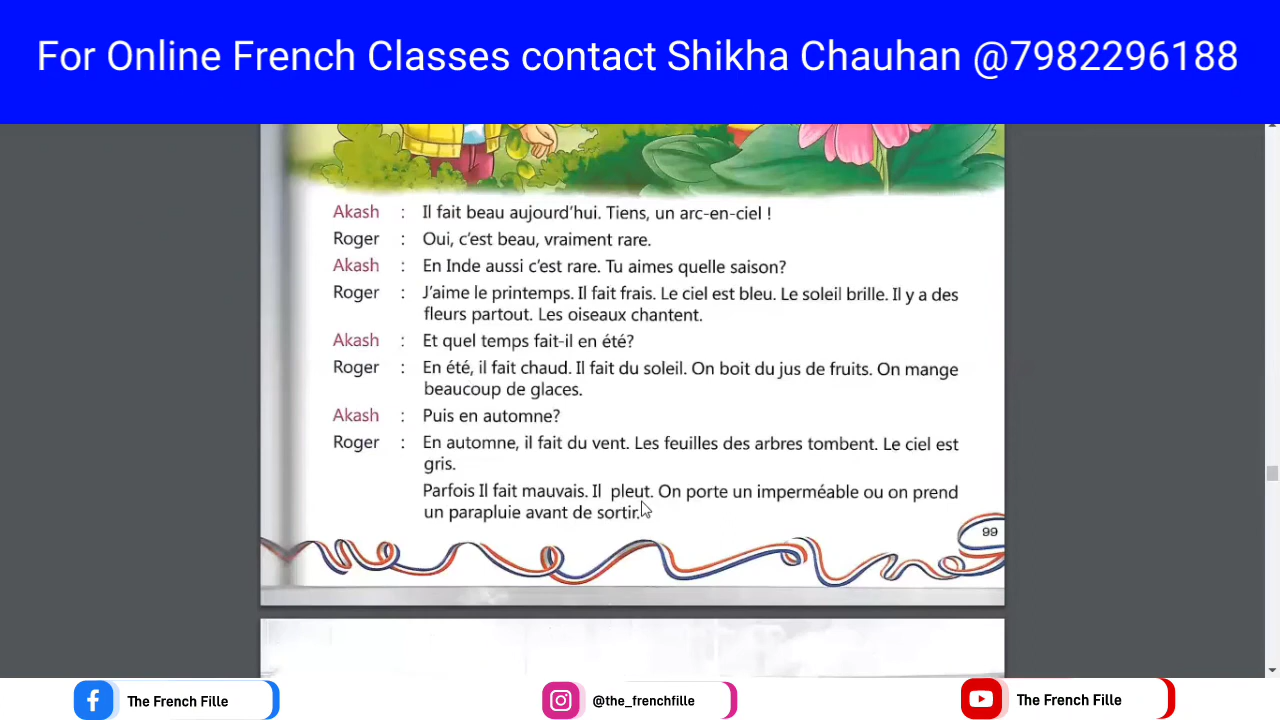 For Online French Classes contact Shikha Chauhan @7982296188
Akash : Il fait beau aujourd'hui. Tiens, un arc-en-ciel !
Roger : Oui, c'est beau, vraiment rare.
Akash : En Inde aussi c'est rare. Tu aimes quelle saison?
Roger : J'aime le printemps. Il fait frais. Le ciel est bleu. Le soleil brille. Il y a des
fleurs partout. Les oiseaux chantent.
Akash : Et quel temps fait-il en été?
Roger : En été, il fait chaud. Il fait du soleil. On boit du jus de fruits. On mange
beaucoup de glaces.
Akash : Puis en automne?
Roger : En automne, il fait du vent. Les feuilles des arbres tombent. Le ciel est
gris.
Parfois Il fait mauvais. Il pleut. On porte un imperméable ou on prend
un parapluie avant de sortir.
99
The French Fille
@the_frenchfille
The French Fille